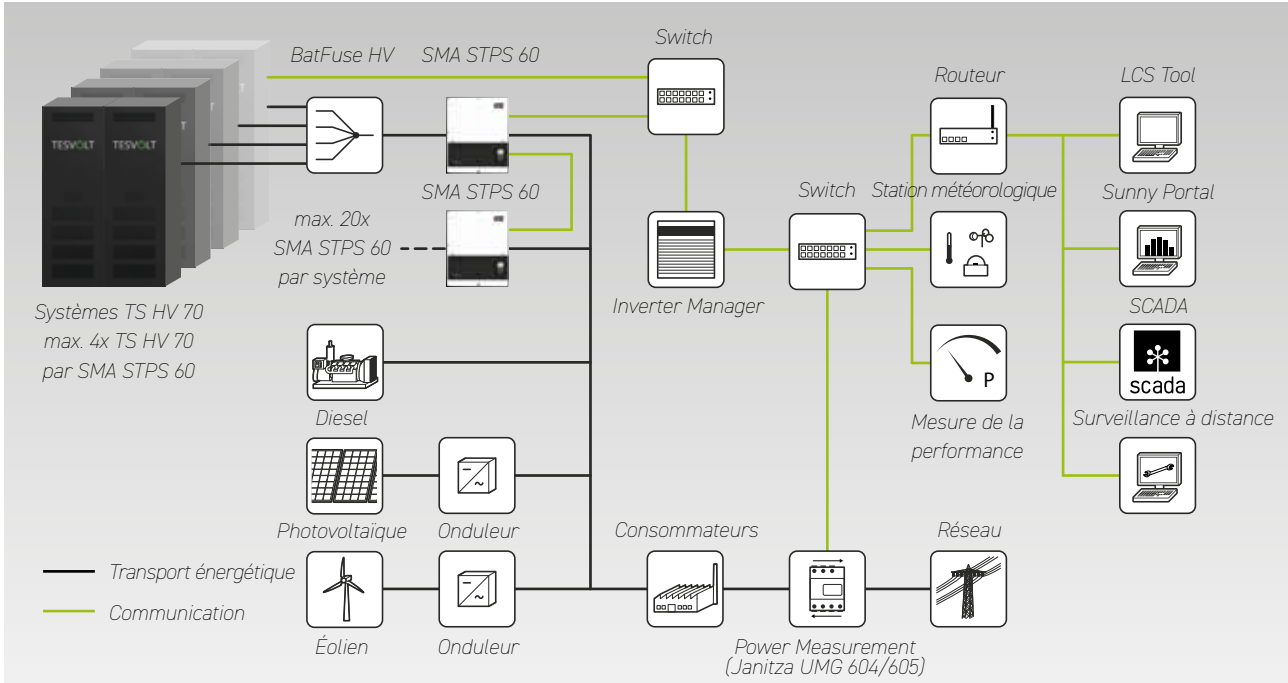 BatFuse HV
SMA STPS 60
Switch
Routeur
LCS Tool
TESVOLT
TESVOLT
SMA STPS 60
Switch
Station météorologique
Sunny Portal
max. 20x
SMA STPS 60
par système
Systèmes TS HV 70
max. 4x TS HV 70
par SMA STPS 60
Inverter Manager
SCADA
P
scada
Diesel
Mesure de la
performance
Surveillance à distance
Photovoltaïque
Onduleur
Consommateurs
Réseau
Transport énergétique
Communication
Éolien
Onduleur
Power Measurement
(Janitza UMG 604/605)